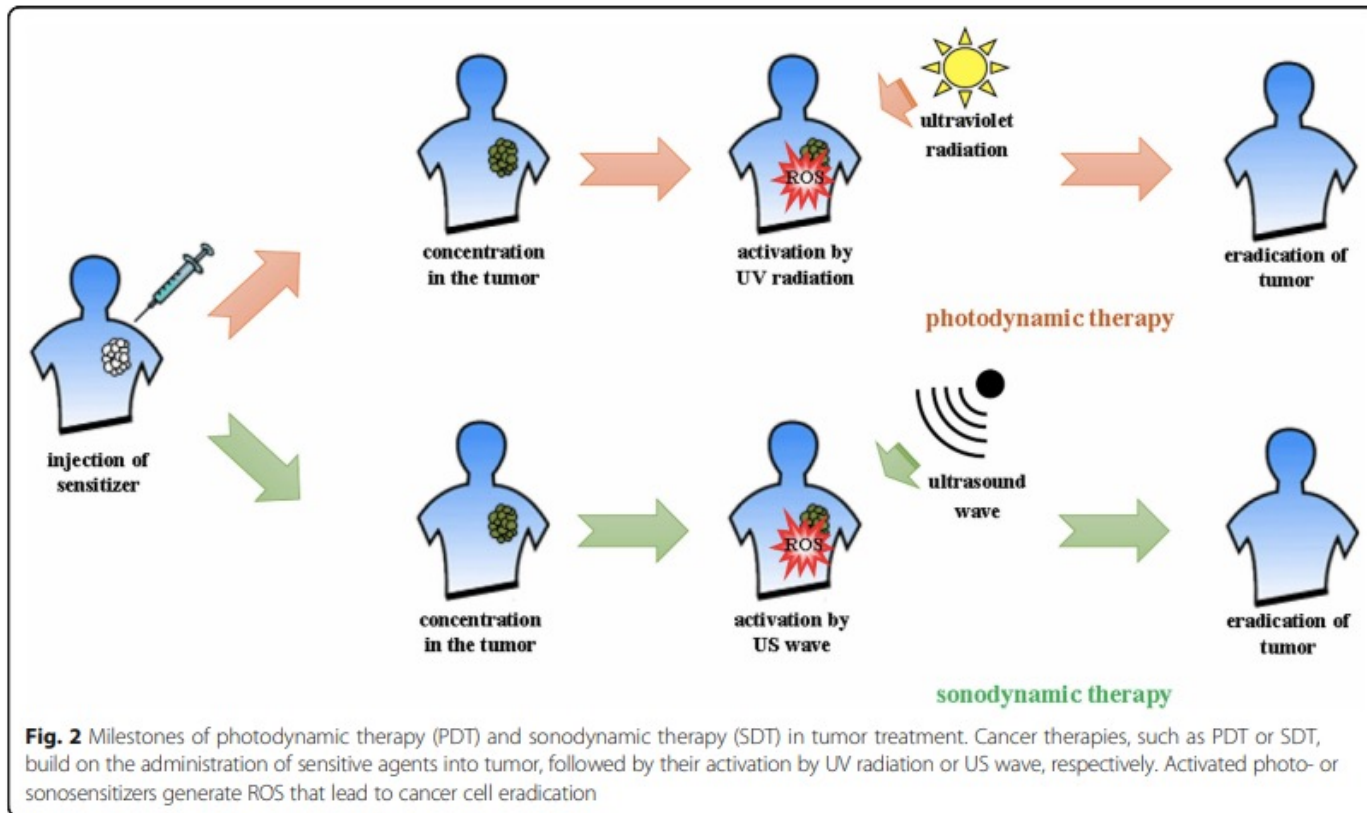 ultraviolet
radiation
ROS
concentration
in the tumor
activation by
UV radiation
eradication of
tumor
photodynamic therapy
injection of
sensitizer
ultrasound
wave
ROS
concentration
in the tumor
activation by
US wave
eradication of
tumor
sonodynamic therapy
Fig. 2 Milestones of photodynamic therapy (PDT) and sonodynamic therapy (SDT) in tumor treatment. Cancer therapies, such as PDT or SDT,
build on the administration of sensitive agents into tumor, followed by their activation by UV radiation or US wave, respectively. Activated photo- or
sonosensitizers generate ROS that lead to cancer cell eradication